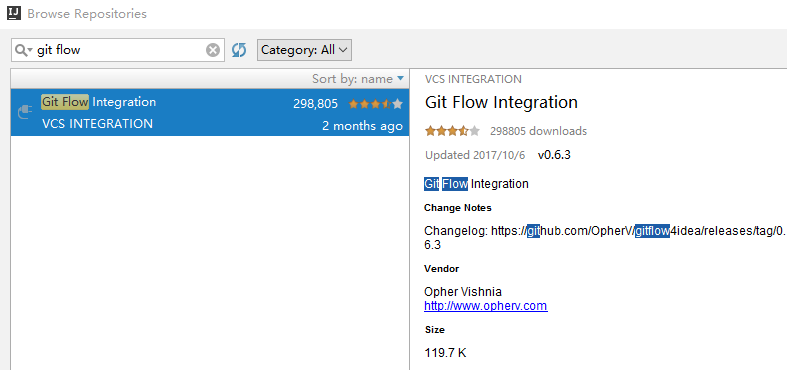 IJ Browse Repositories
git flow
Category: All
Sort by: name
Git Flow Integration 298,805
VCS INTEGRATION 2 months ago
VCS INTEGRATION
Git Flow Integration
298805 downloads
Updated 2017/10/6 v0.6.3
Git Flow Integration
Change Notes
Changelog: https://github.com/OpherV/gitflow4idea/releases/tag/0.
6.3
Vendor
Opher Vishnia
http://www.opherv.com
Size
119.7 K